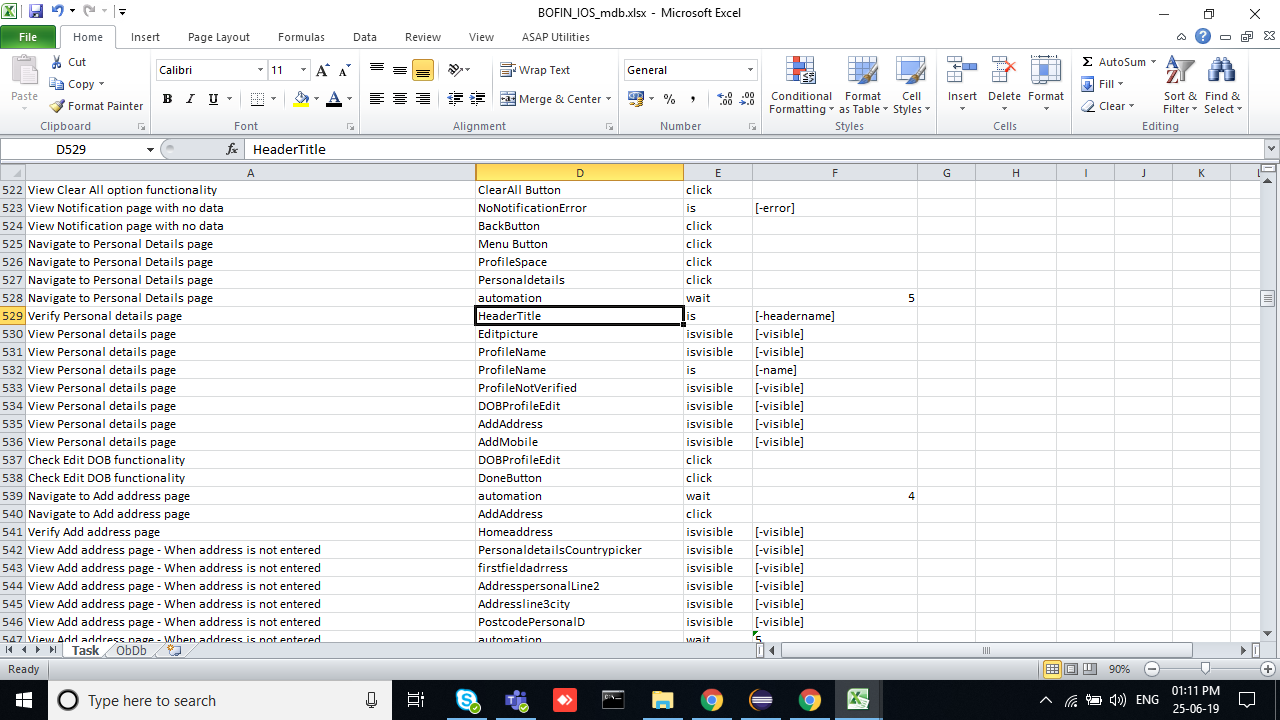 BOFIN_IOS_mdb.xlsx - Microsoft Excel
File Home Insert Page Layout Formulas Data Review View ASAP Utilities
Paste Cut Copy Format Painter Clipboard
Calibri 11 A A B I U A Font
Wrap Text Merge & Center Alignment
General % , Number
Conditional Formatting Format as Table Cell Styles Styles
Insert Delete Format Cells
Σ AutoSum Fill Clear Sort & Filter Find & Select Editing
D529 fx HeaderTitle
A D E F G H I J K L
522 View Clear All option functionality ClearAll Button click
523 View Notification page with no data NoNotificationError is [-error]
524 View Notification page with no data BackButton click
525 Navigate to Personal Details page Menu Button click
526 Navigate to Personal Details page ProfileSpace click
527 Navigate to Personal Details page Personaldetails click
528 Navigate to Personal Details page automation wait 5
529 Verify Personal details page HeaderTitle is [-headername]
530 View Personal details page Editpicture isvisible [-visible]
531 View Personal details page ProfileName isvisible [-visible]
532 View Personal details page ProfileName is [-name]
533 View Personal details page ProfileNotVerified isvisible [-visible]
534 View Personal details page DOBProfileEdit isvisible [-visible]
535 View Personal details page AddAddress isvisible [-visible]
536 View Personal details page AddMobile isvisible [-visible]
537 Check Edit DOB functionality DOBProfileEdit click
538 Check Edit DOB functionality DoneButton click
539 Navigate to Add address page automation wait 4
540 Navigate to Add address page AddAddress click
541 Verify Add address page Homeaddress isvisible [-visible]
542 View Add address page - When address is not entered PersonaldetailsCountrypicker isvisible [-visible]
543 View Add address page - When address is not entered firstfieldadrress isvisible [-visible]
544 View Add address page - When address is not entered AddresspersonalLine2 isvisible [-visible]
545 View Add address page - When address is not entered Addressline3city isvisible [-visible]
546 View Add address page - When address is not entered PostcodePersonalD isvisible [-visible]
547 View Add address page - When address is not entered automation wait 5
Task ObDb
Ready 90%
Type here to search ENG 01:11 PM
25-06-19